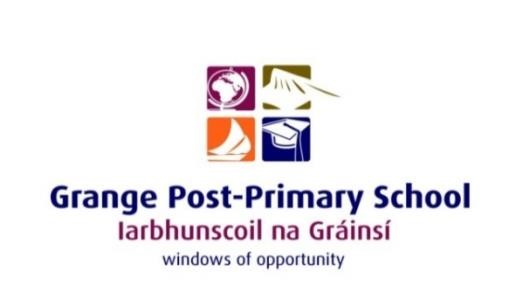 Grange Post-Primary School
Iarbhunscoil na Gráinsí
windows of opportunity